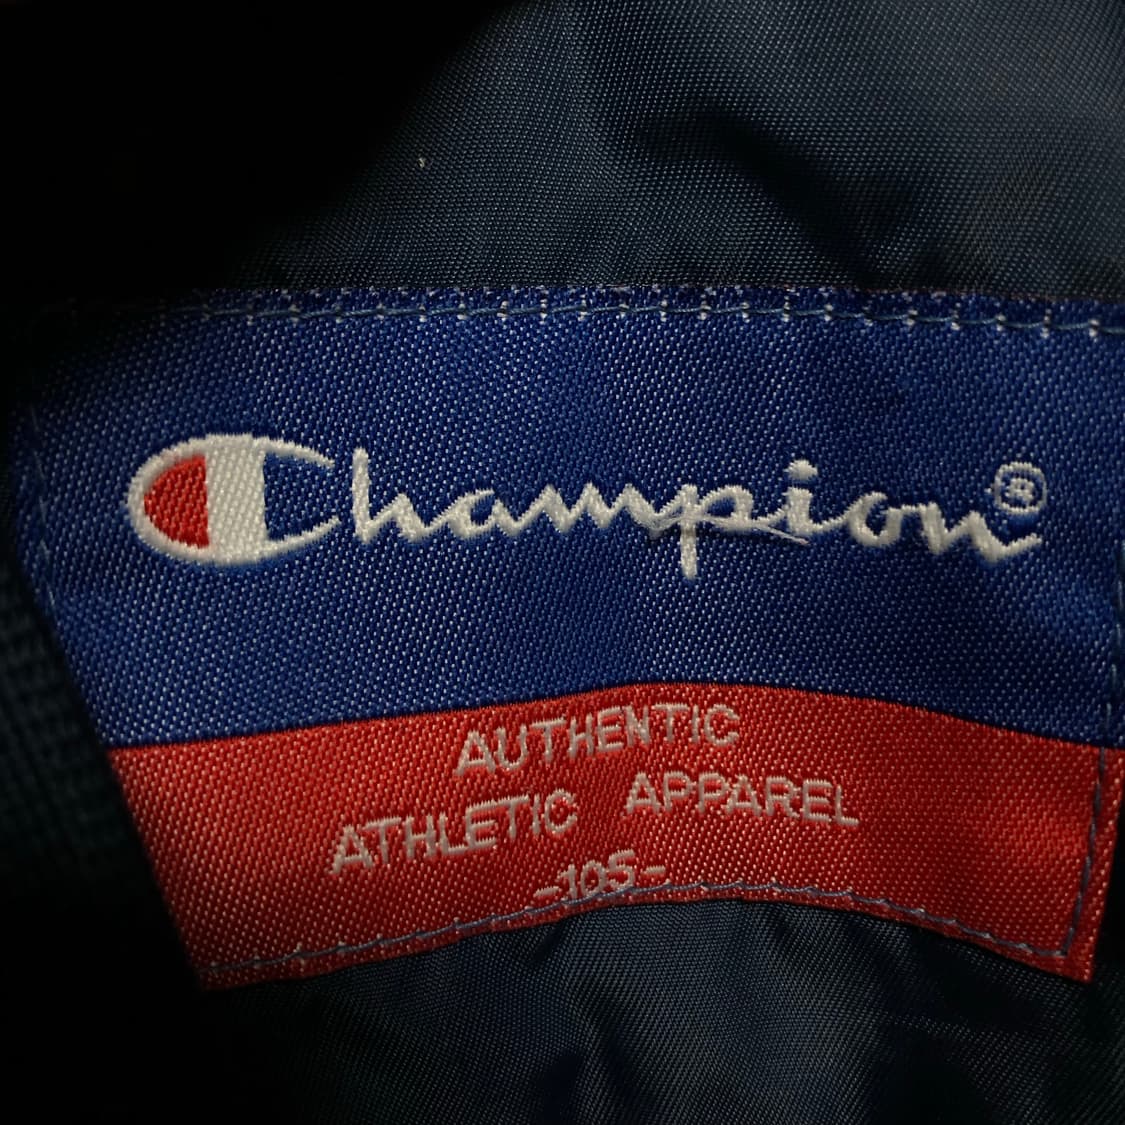 Champion®
AUTHENTIC
ATHLETIC APPAREL
-105-